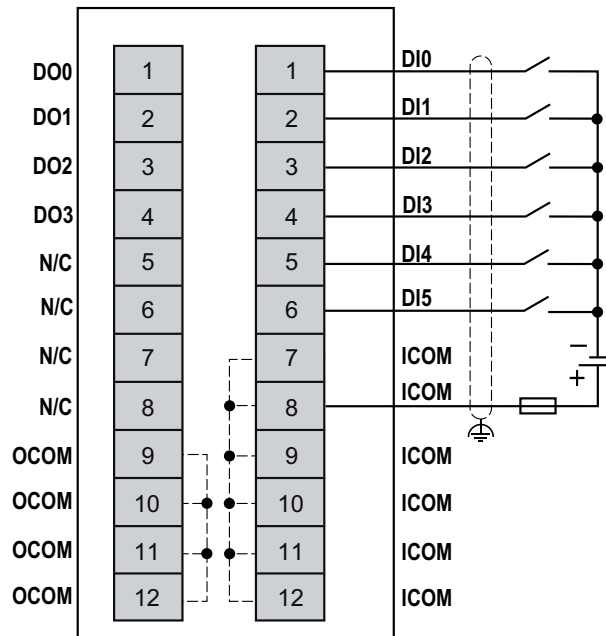 DO0 1 1 DI0
DO1 2 2 DI1
DO2 3 3 DI2
DO3 4 4 DI3
N/C 5 5 DI4
N/C 6 6 DI5
N/C 7 7 ICOM
−
+
N/C 8 8 ICOM
OCOM 9 9 ICOM
OCOM 10 10 ICOM
OCOM 11 11 ICOM
OCOM 12 12 ICOM